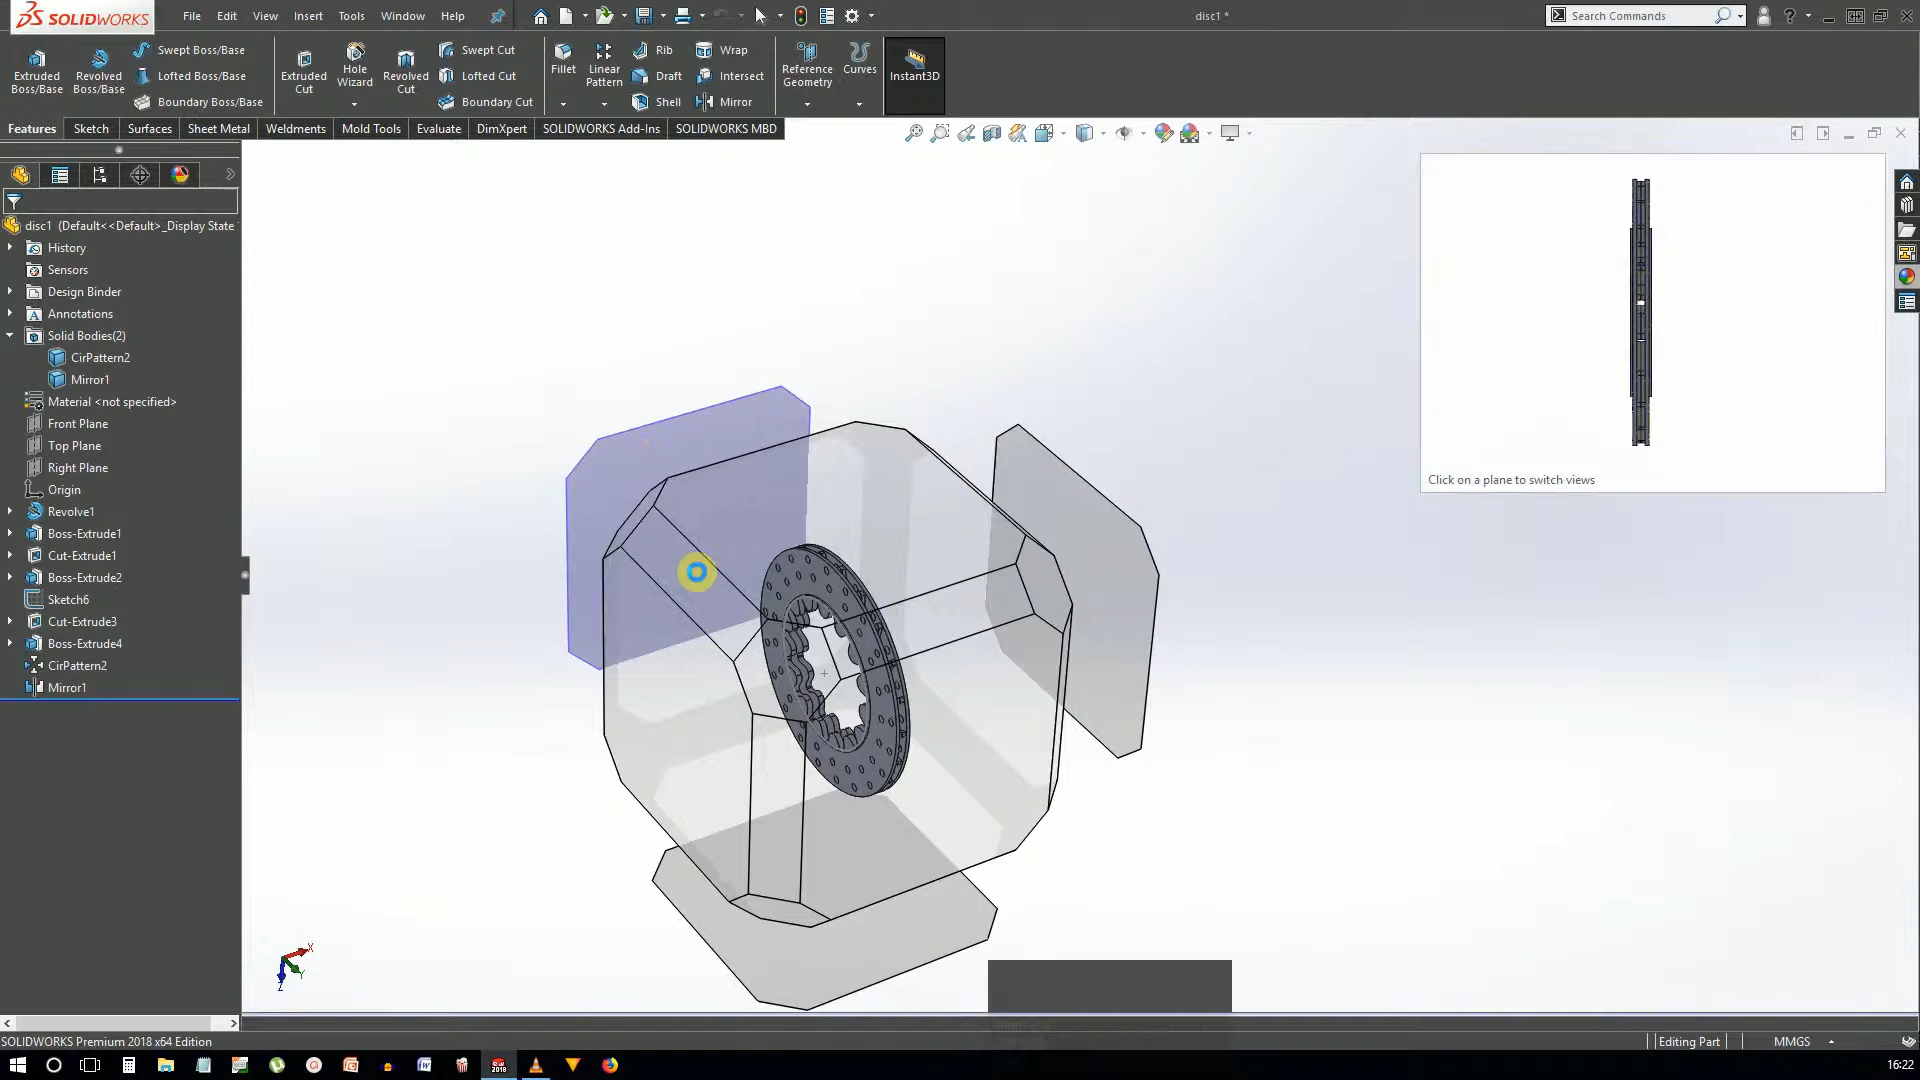 SOLIDWORKS File Edit View Insert Tools Window Help disc1 * Search Commands
Extruded Boss/Base
Revolved Boss/Base
Swept Boss/Base
Lofted Boss/Base
Boundary Boss/Base
Extruded Cut
Hole Wizard
Revolved Cut
Swept Cut
Lofted Cut
Boundary Cut
Fillet
Linear Pattern
Rib
Draft
Shell
Wrap
Intersect
Mirror
Reference Geometry
Curves
Instant3D
Features Sketch Surfaces Sheet Metal Weldments Mold Tools Evaluate DimXpert SOLIDWORKS Add-Ins SOLIDWORKS MBD
disc1 (Default<<Default>_Display State
History
Sensors
Design Binder
Annotations
Solid Bodies(2)
CirPattern2
Mirror1
Material <not specified>
Front Plane
Top Plane
Right Plane
Origin
Revolve1
Boss-Extrude1
Cut-Extrude1
Boss-Extrude2
Sketch6
Cut-Extrude3
Boss-Extrude4
CirPattern2
Mirror1
Click on a plane to switch views
X
Y
Z
SOLIDWORKS Premium 2018 x64 Edition Editing Part MMGS
16:22